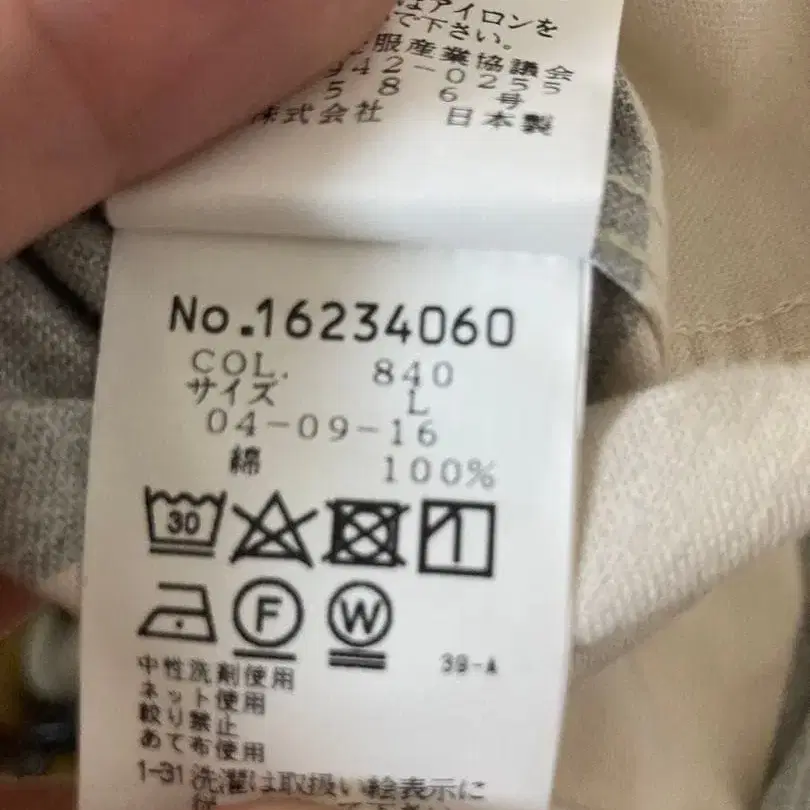 はアイロンを
て下さい。
服産業協議会
942-0255
586号
株式会社 日本製
No.16234060
COL. 840
サイズ L
04-09-16
綿 100%
30
F W
39-A
中性洗剤使用
ネット使用
絞り禁止
あて布使用
1-31 洗濯は取扱い絵表示に